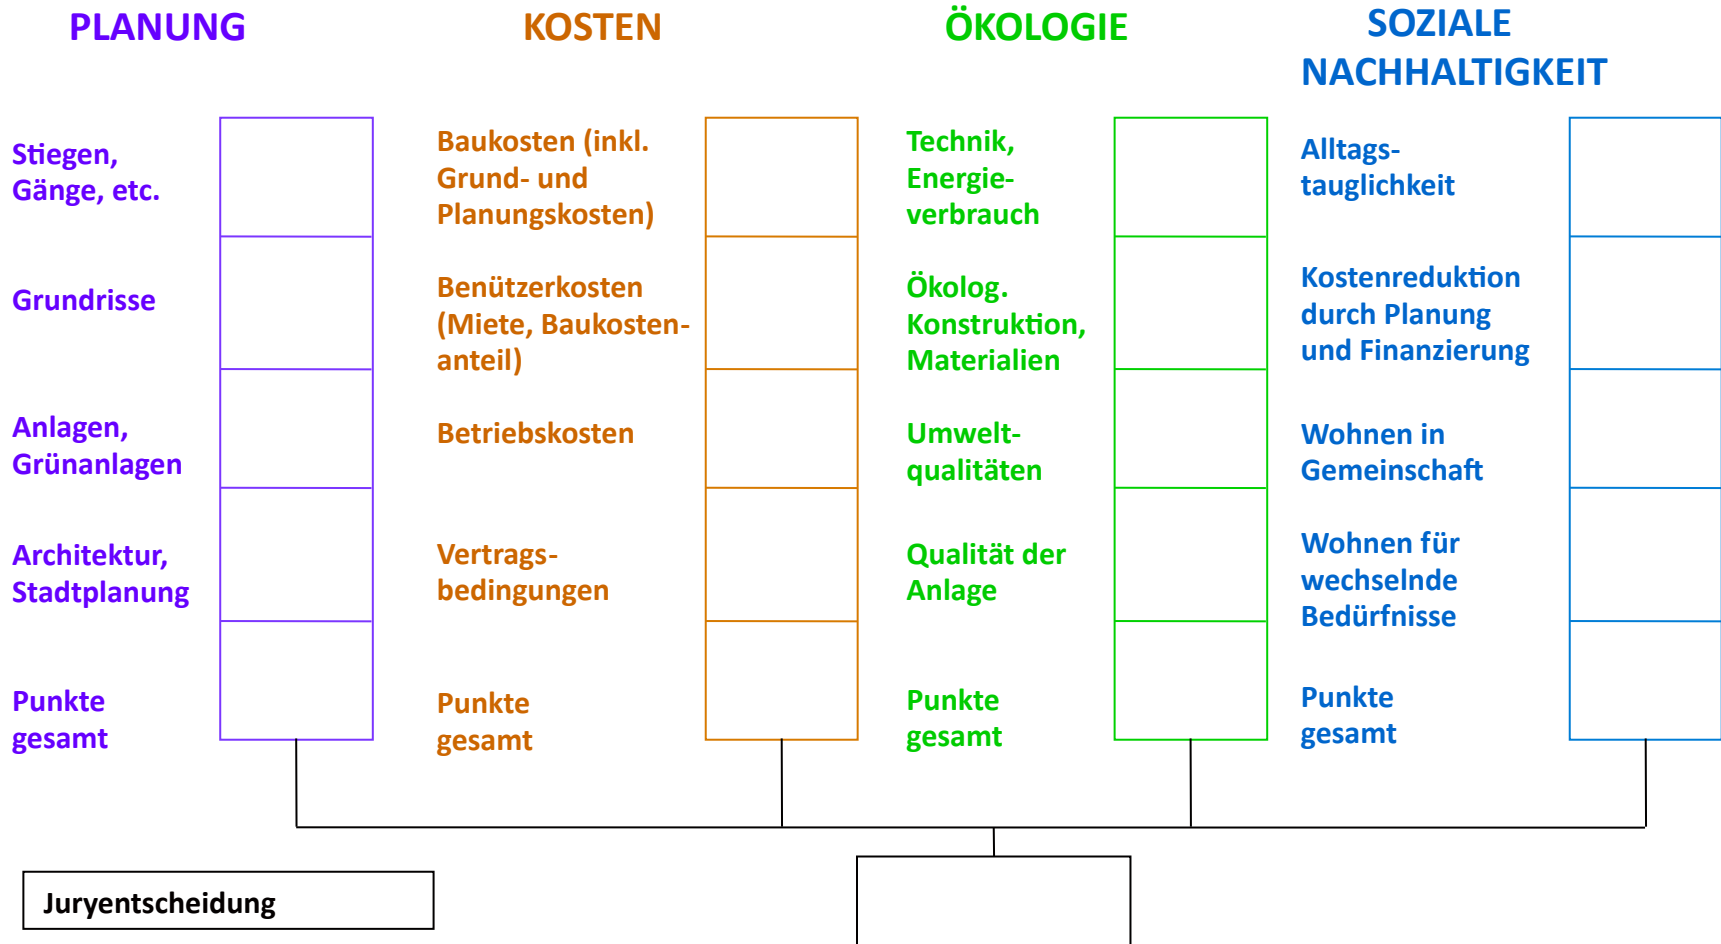 PLANUNG
Stiegen,
Gänge, etc.
Grundrisse
Anlagen,
Grünanlagen
Architektur,
Stadtplanung
Punkte
gesamt
KOSTEN
Baukosten (inkl.
Grund- und
Planungskosten)
Benützerkosten
(Miete, Baukosten-
anteil)
Betriebskosten
Vertrags-
bedingungen
Punkte
gesamt
ÖKOLOGIE
Technik,
Energie-
verbrauch
Ökolog.
Konstruktion,
Materialien
Umwelt-
qualitäten
Qualität der
Anlage
Punkte
gesamt
SOZIALE
NACHHALTIGKEIT
Alltags-
tauglichkeit
Kostenreduktion
durch Planung
und Finanzierung
Wohnen in
Gemeinschaft
Wohnen für
wechselnde
Bedürfnisse
Punkte
gesamt
Juryentscheidung